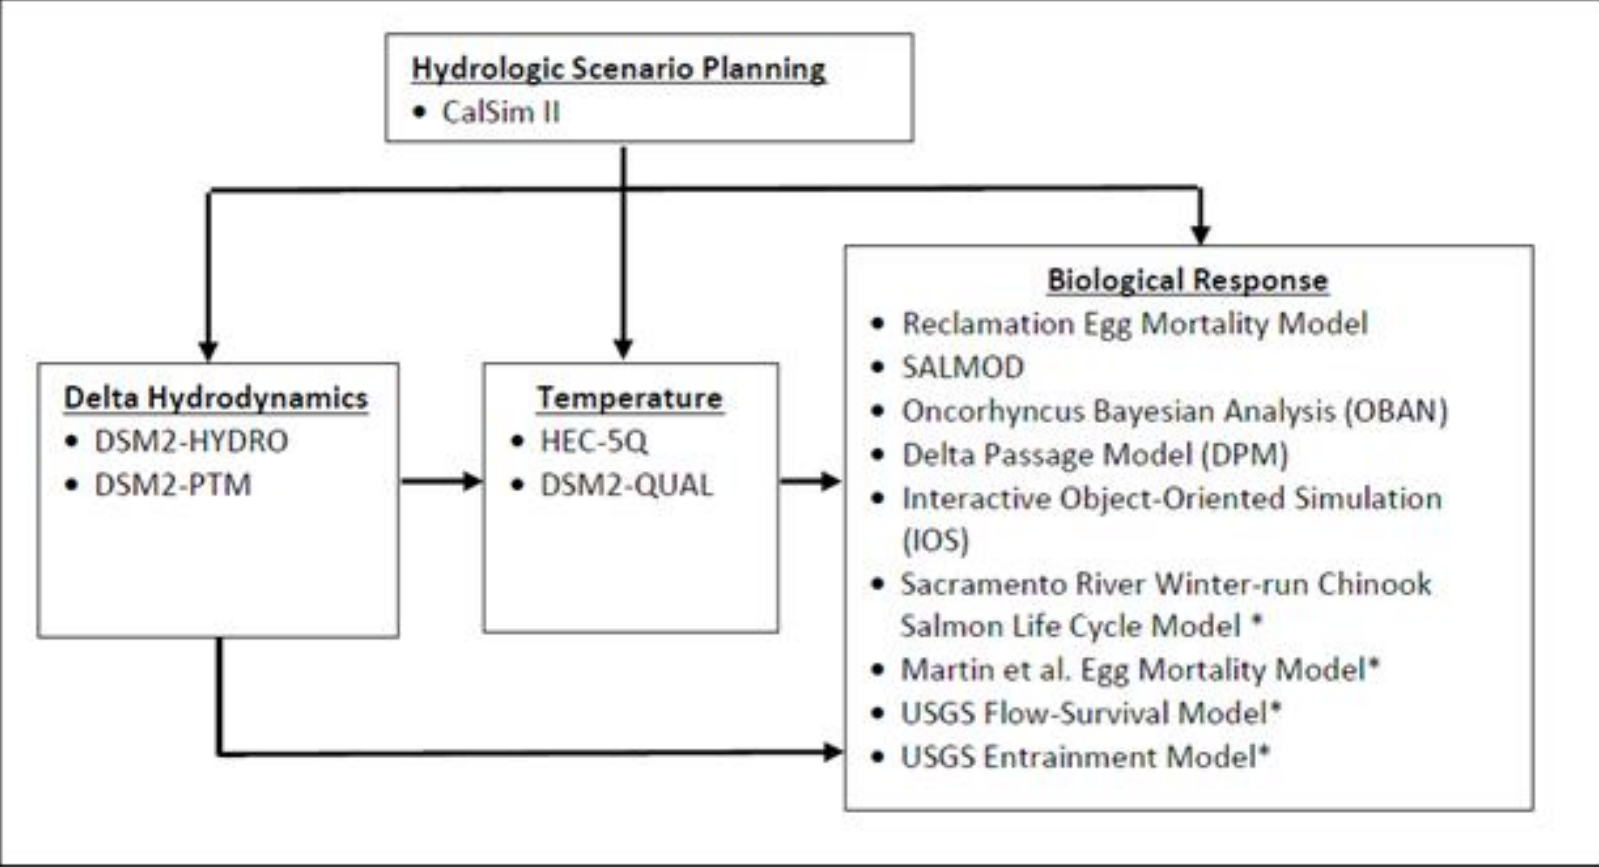 Hydrologic Scenario Planning
• CalSim II
Delta Hydrodynamics
• DSM2-HYDRO
• DSM2-PTM
Temperature
• HEC-5Q
• DSM2-QUAL
Biological Response
• Reclamation Egg Mortality Model
• SALMOD
• Oncorhyncus Bayesian Analysis (OBAN)
• Delta Passage Model (DPM)
• Interactive Object-Oriented Simulation
(IOS)
• Sacramento River Winter-run Chinook
Salmon Life Cycle Model *
• Martin et al. Egg Mortality Model*
• USGS Flow-Survival Model*
• USGS Entrainment Model*